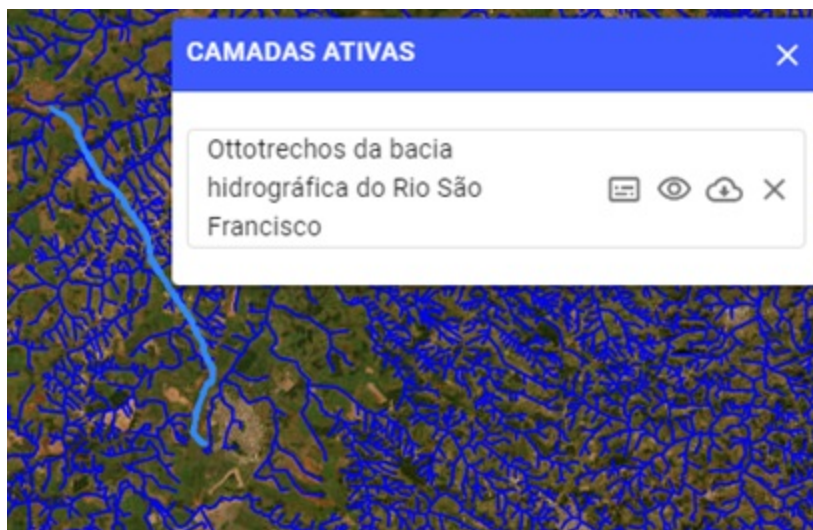 CAMADAS ATIVAS
Ottotrechos da bacia
hidrográfica do Rio São
Francisco